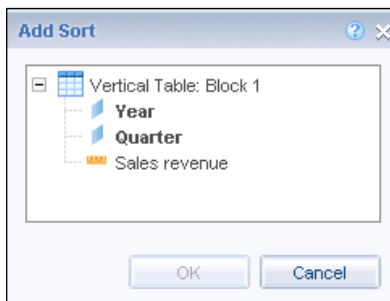 Add Sort
Vertical Table: Block 1
Year
Quarter
Sales revenue
OK Cancel